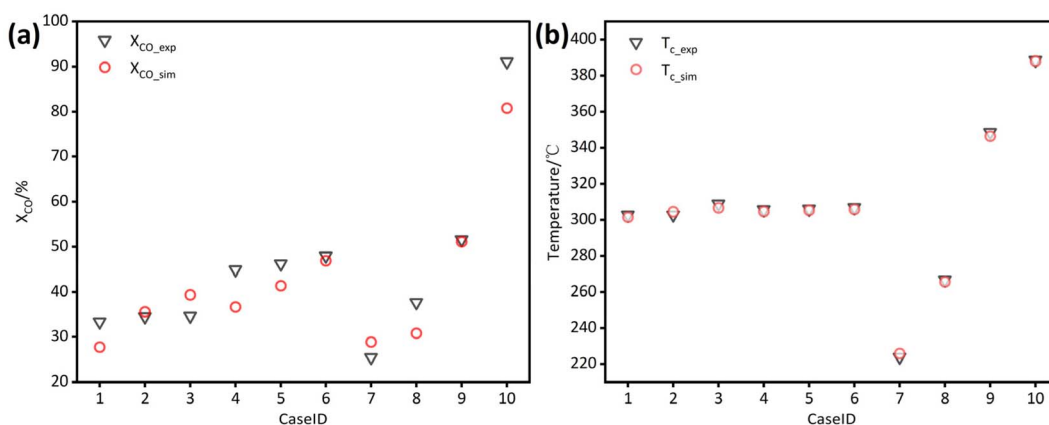 (a)
X_CO_exp
X_CO_sim
X_CO/%
100
90
80
70
60
50
40
30
20
1 2 3 4 5 6 7 8 9 10
CaseID
(b)
T_c_exp
T_c_sim
Temperature/℃
400
380
360
340
320
300
280
260
240
220
1 2 3 4 5 6 7 8 9 10
CaseID